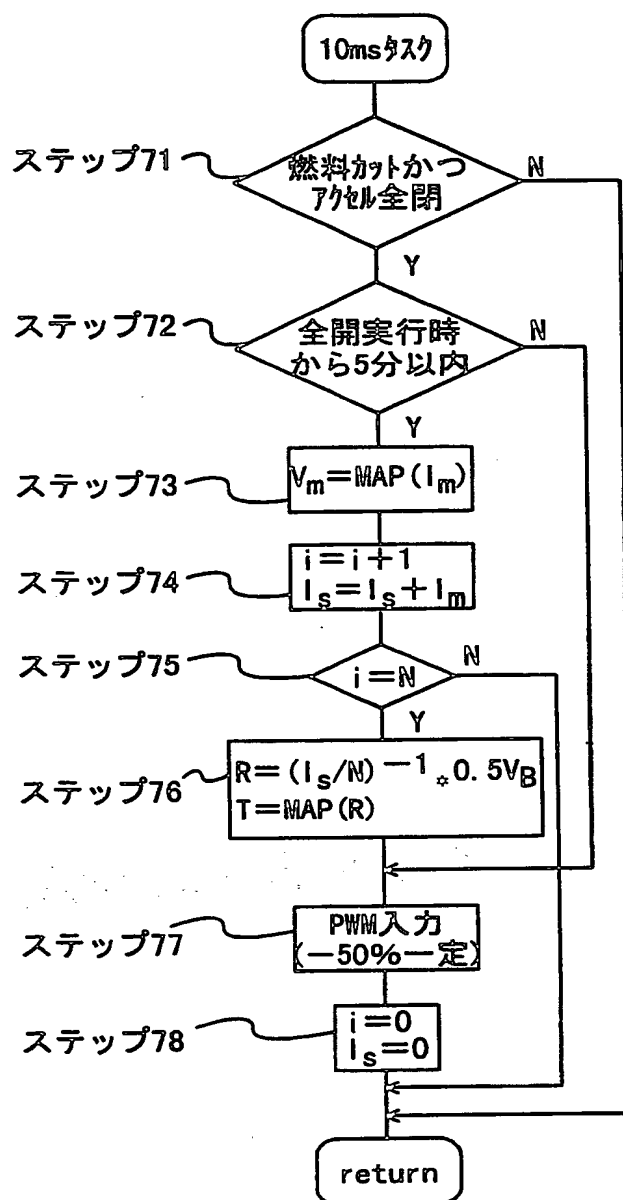 10msタスク
ステップ71
燃料カットかつ
アクセル全閉
N
Y
ステップ72
全開実行時
から5分以内
N
Y
ステップ73
Vm=MAP(Im)
ステップ74
i=i+1
Is=Is+Im
ステップ75
i=N
N
Y
ステップ76
R=(Is/N)−1*0.5VB
T=MAP(R)
ステップ77
PWM入力
(−50%一定)
ステップ78
i=0
Is=0
return